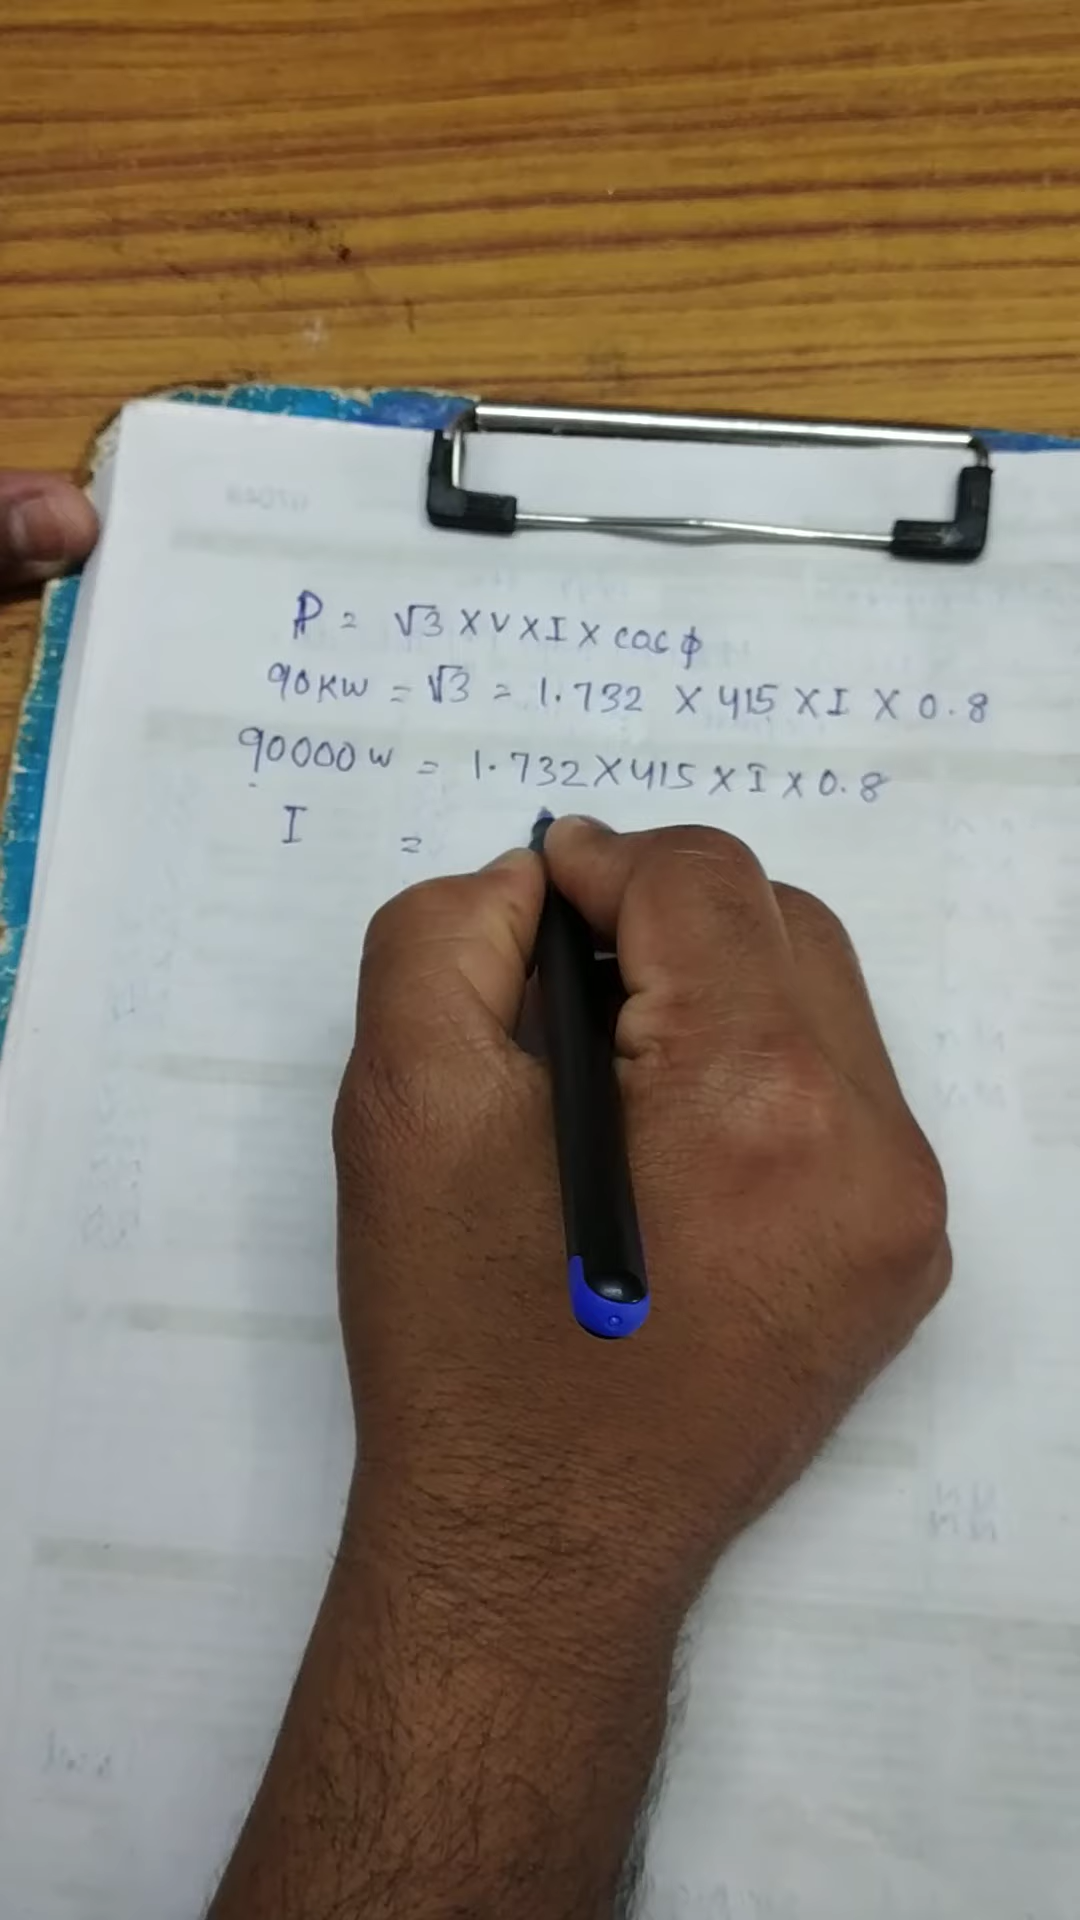 P = √3 X V X I X cos ϕ
90KW = √3 = 1.732 X 415 X I X 0.8
90000 W = 1.732 X 415 X I X 0.8
I =